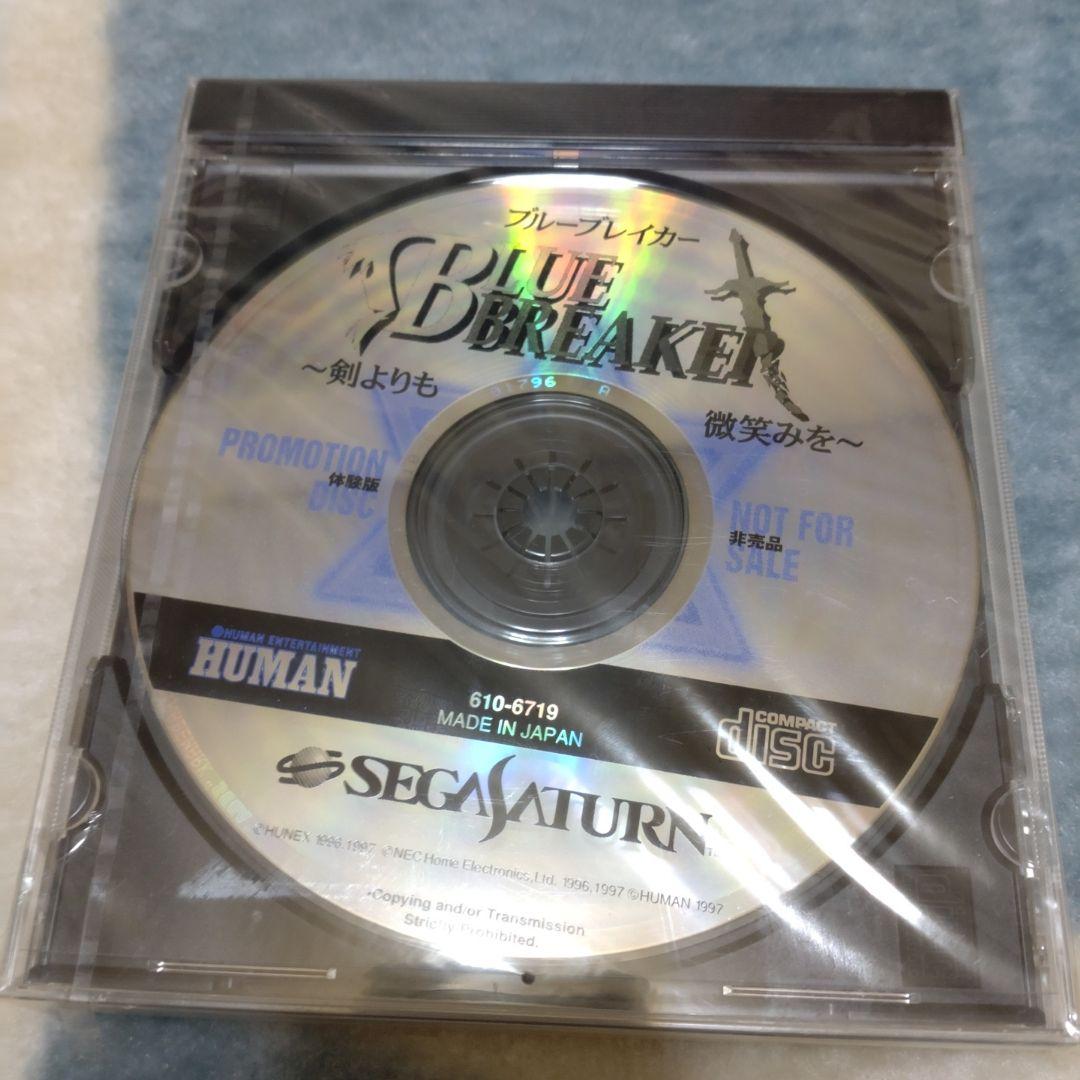 ブルーブレイカー
BLUE
BREAKER
～剣よりも
微笑みを～
PROMOTION
DISC
体験版
NOT FOR
SALE
非売品
HUMAN ENTERTAINMENT
HUMAN
610-6719
MADE IN JAPAN
COMPACT
disc
SEGASATURN
©HUNEX 1996,1997 ©NEC Home Electronics,Ltd. 1996,1997 ©HUMAN 1997
•Copying and/or Transmission
Strictly Prohibited.